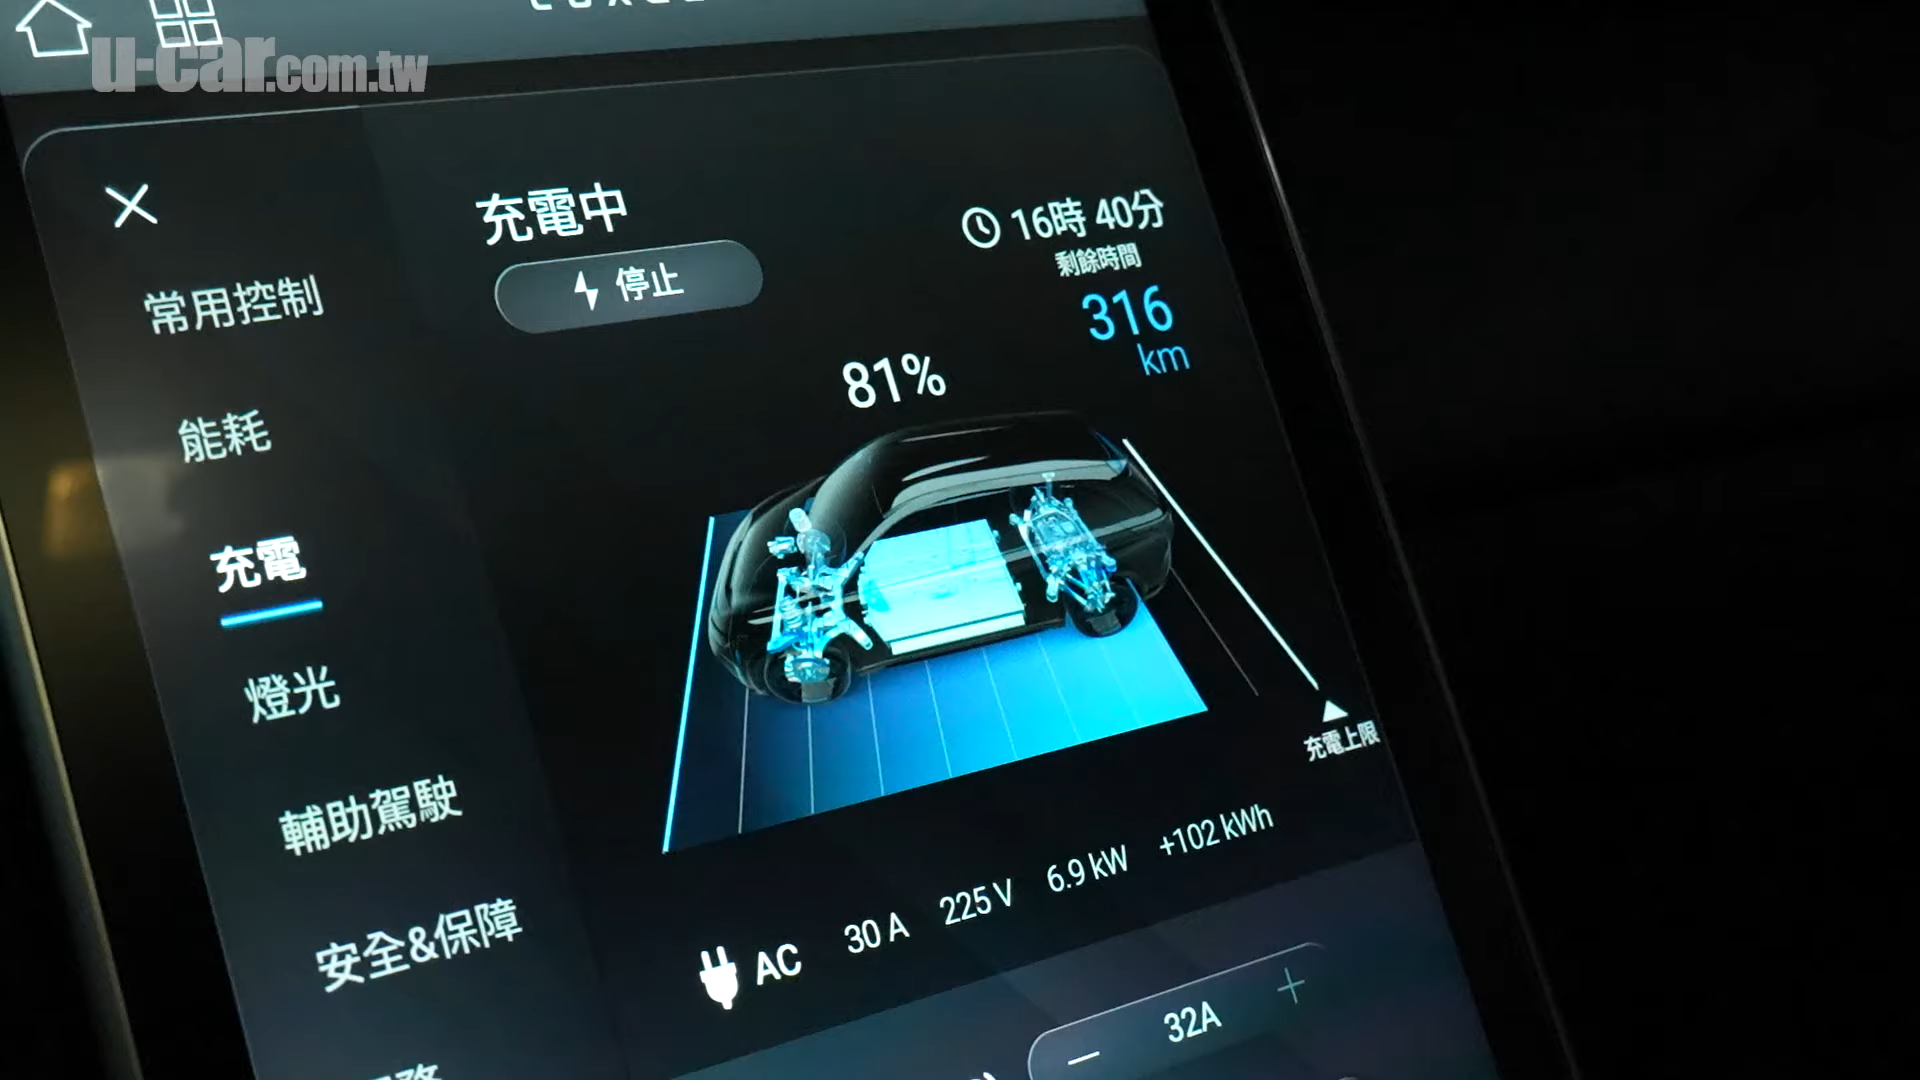 u-car.com.tw
充電中
停止
16時 40分
剩餘時間
316
km
81%
常用控制
能耗
充電
燈光
輔助駕駛
安全&保障
充電上限
AC 30 A 225 V 6.9 kW +102 kWh
− 32A +